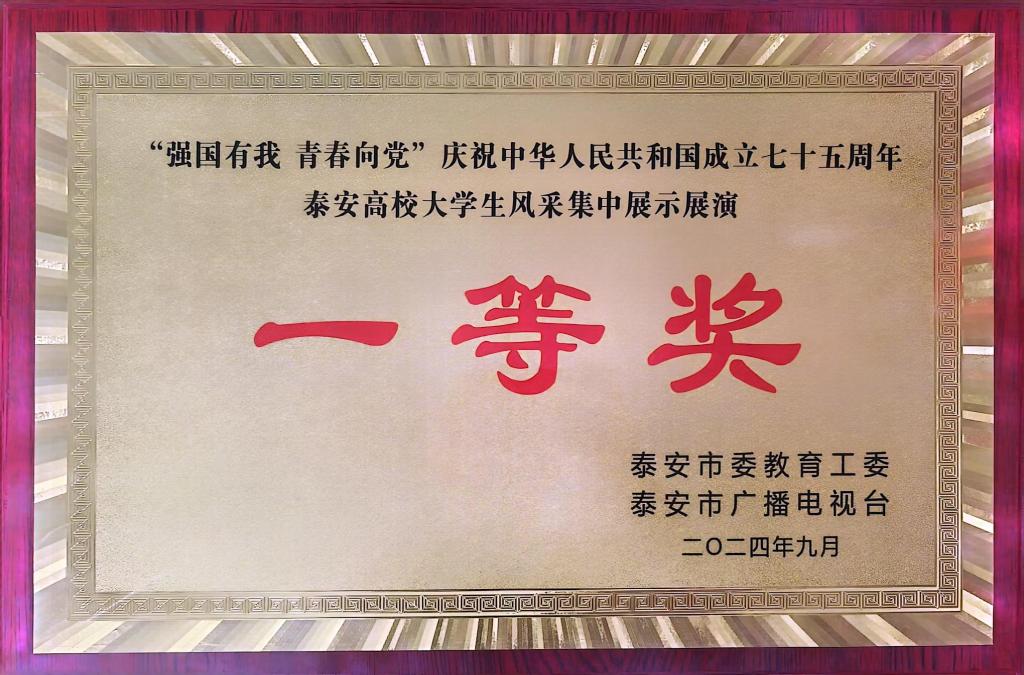 “强国有我 青春向党”庆祝中华人民共和国成立七十五周年
泰安高校大学生风采集中展示展演
一等奖
泰安市委教育工委
泰安市广播电视台
二〇二四年九月